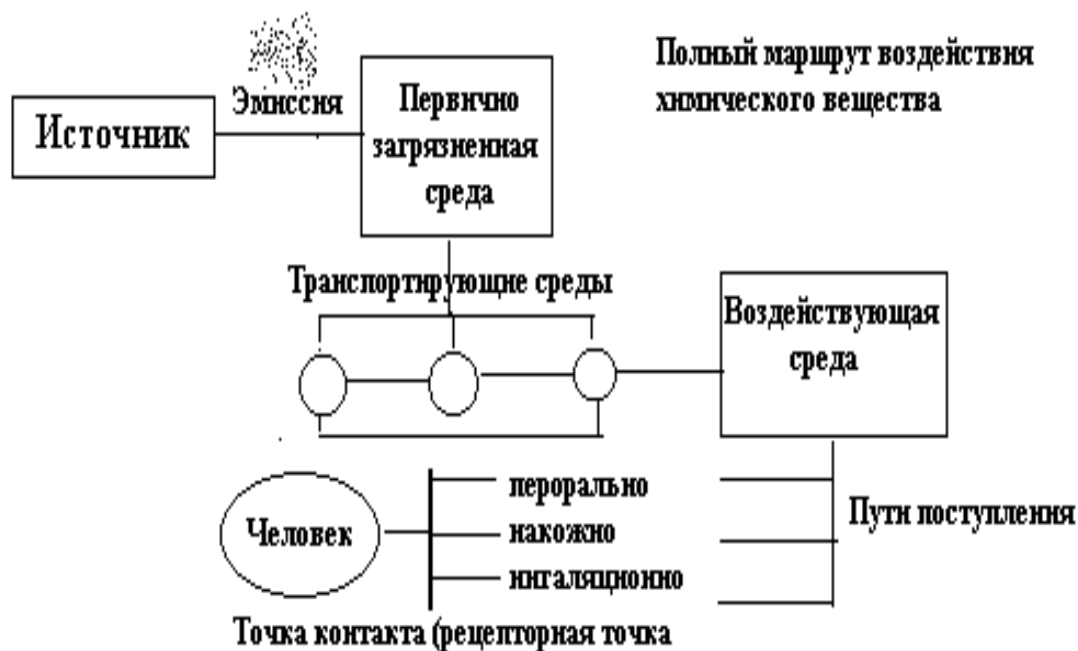 Полный маршрут воздействия
химического вещества
Эмиссия
Источник
Первично
загрязненная
среда
Транспортирующие среды
Воздействующая
среда
перорально
накожно
ингаляционно
Пути поступления
Человек
Точка контакта (рецепторная точка